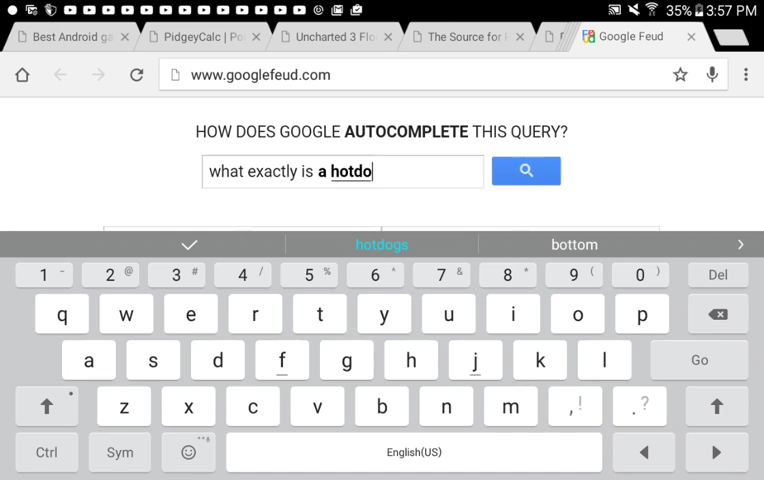 35% 3:57 PM
Best Android ga
PidgeyCalc | Pol
Uncharted 3 Flo
The Source for
Google Feud
www.googlefeud.com
HOW DOES GOOGLE AUTOCOMPLETE THIS QUERY?
what exactly is a hotdo
hotdogs bottom
1 - 2 @ 3 # 4 / 5 % 6 ^ 7 & 8 * 9 ( 0 ) Del
q w e r t y u i o p
a s d f g h j k l Go
z x c v b n m , ! . ?
Ctrl Sym English(US)